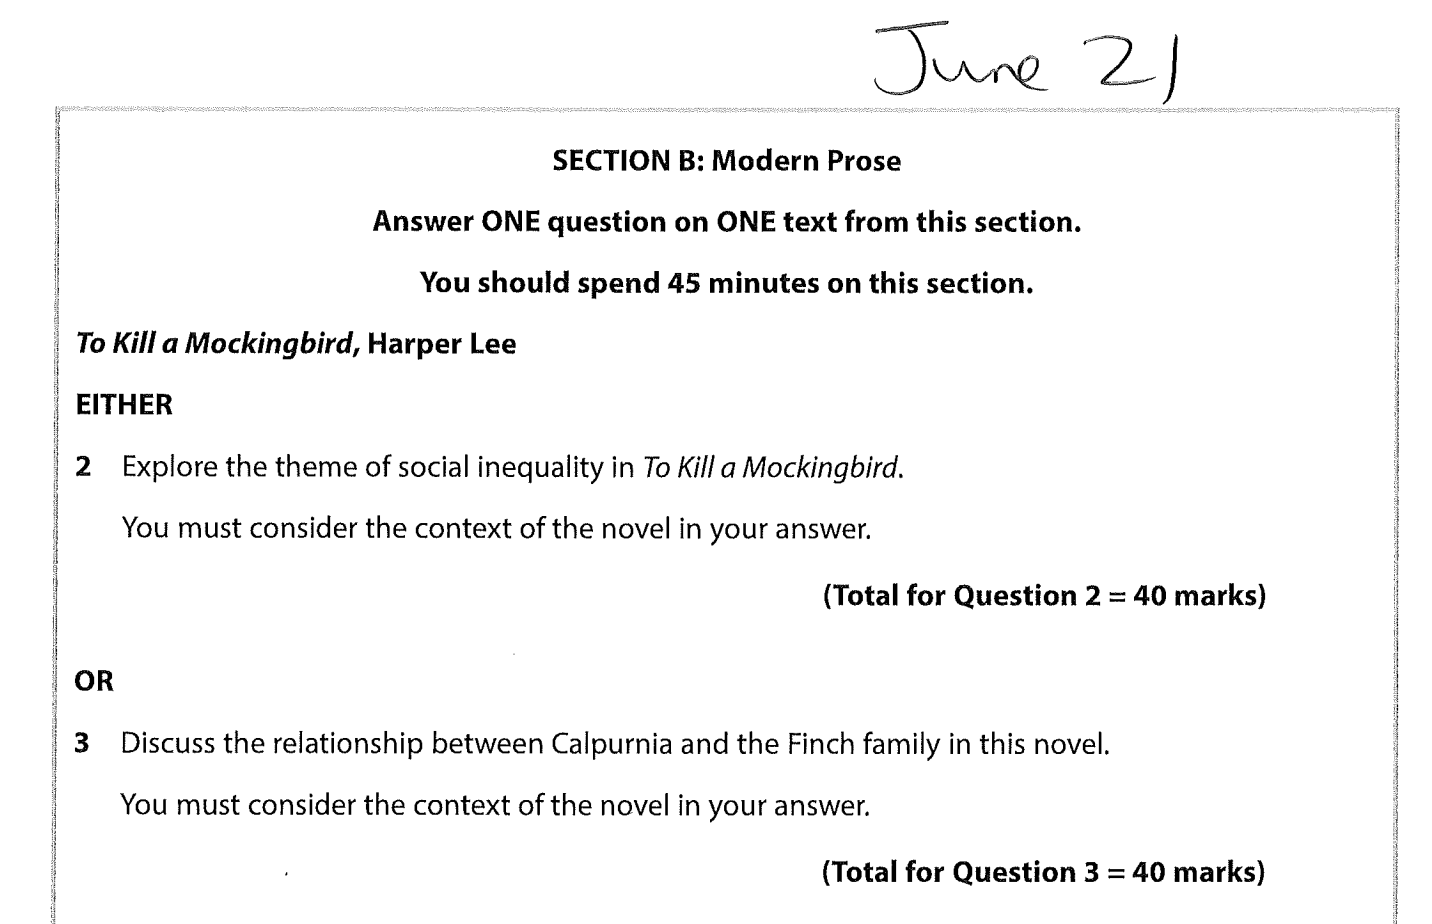 June 21
SECTION B: Modern Prose
Answer ONE question on ONE text from this section.
You should spend 45 minutes on this section.
To Kill a Mockingbird, Harper Lee
EITHER
2 Explore the theme of social inequality in To Kill a Mockingbird.
You must consider the context of the novel in your answer.
(Total for Question 2 = 40 marks)
OR
3 Discuss the relationship between Calpurnia and the Finch family in this novel.
You must consider the context of the novel in your answer.
(Total for Question 3 = 40 marks)